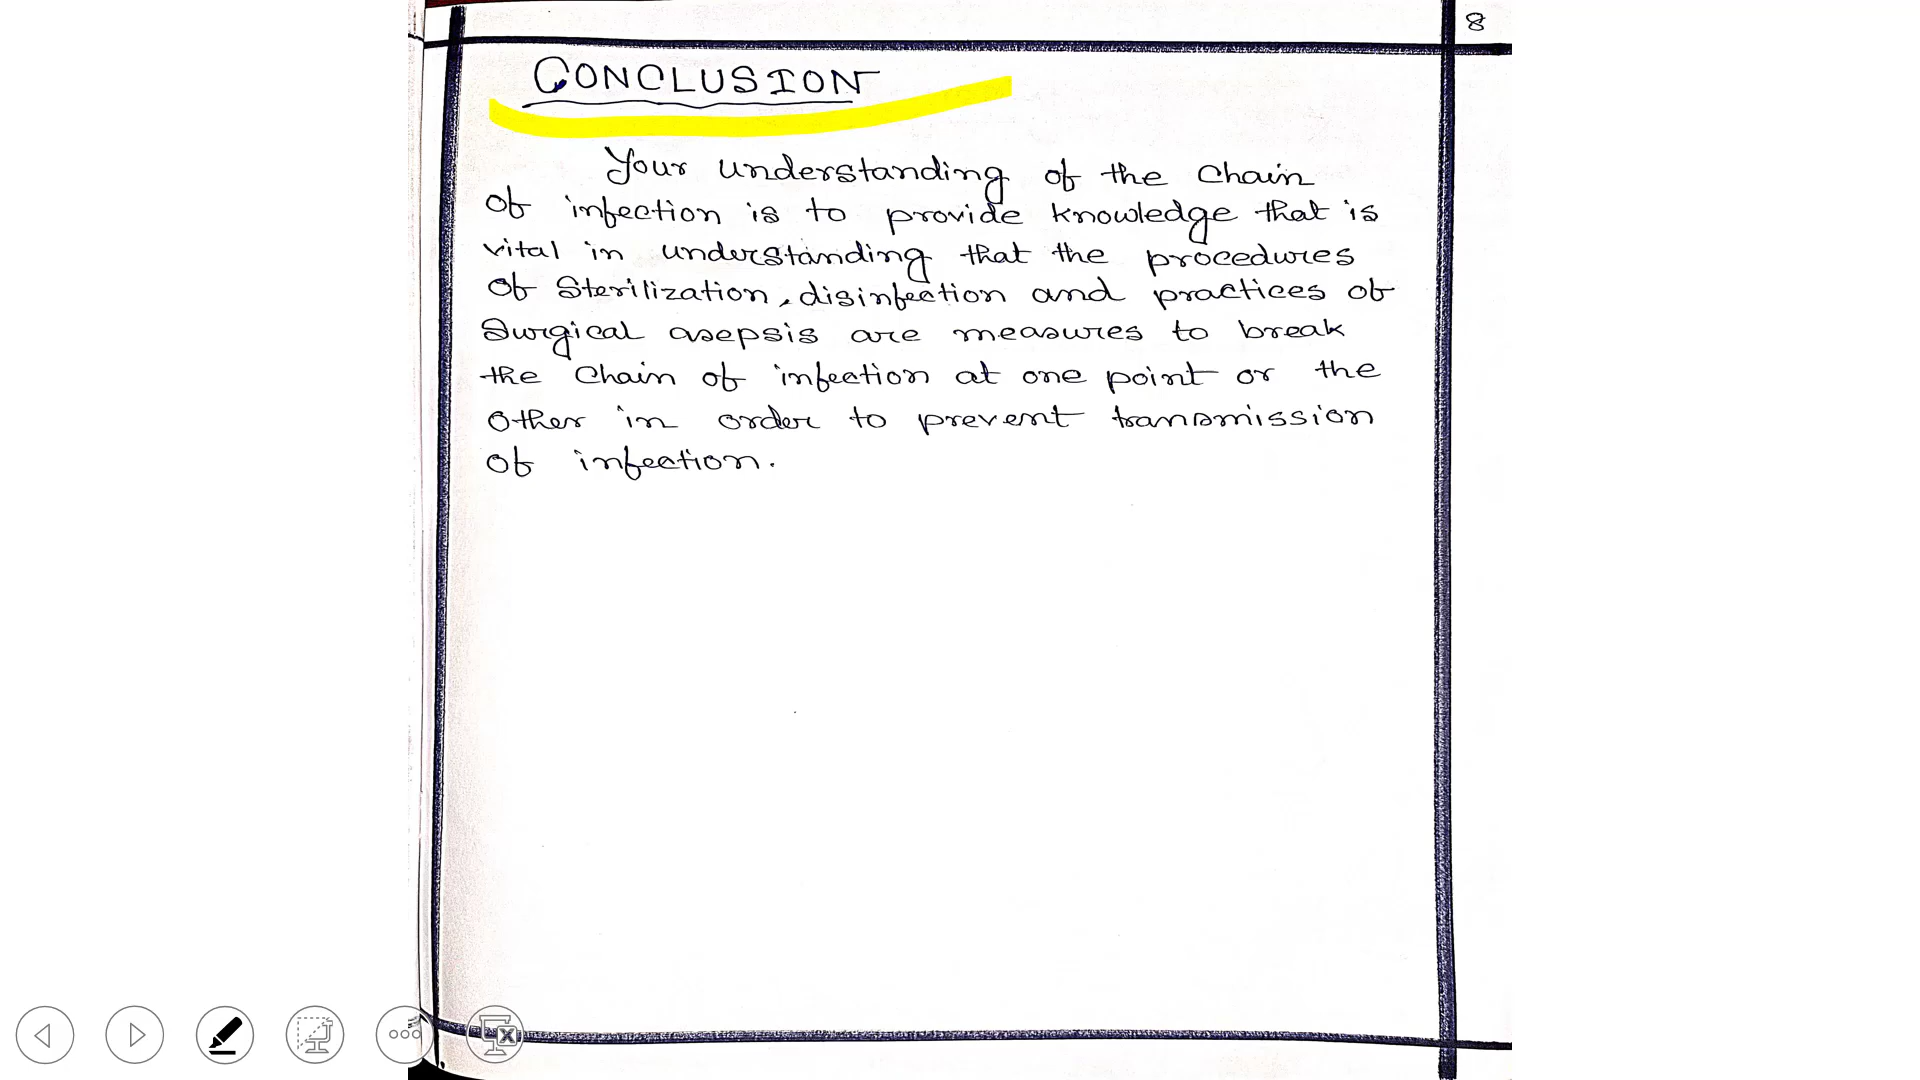 8
CONCLUSION
Your understanding of the chain
of infection is to provide knowledge that is
vital in understanding that the procedures
of sterilization, disinfection and practices of
surgical asepsis are measures to break
the chain of infection at one point or the
other in order to prevent transmission
of infection.